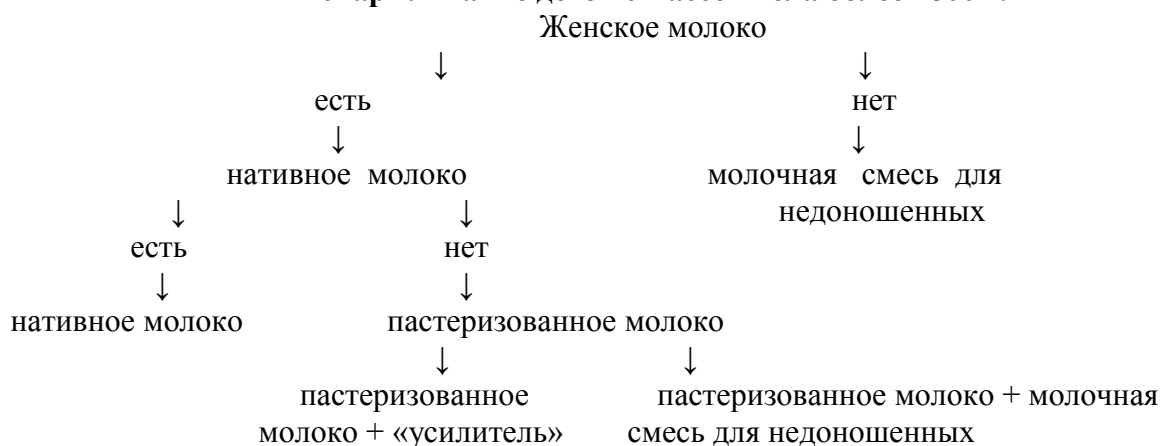 Женское молоко
↓ ↓
есть нет
↓ ↓
нативное молоко молочная смесь для
↓ ↓ недоношенных
есть нет
↓ ↓
нативное молоко пастеризованное молоко
↓ ↓
пастеризованное пастеризованное молоко + молочная
молоко + «усилитель» смесь для недоношенных